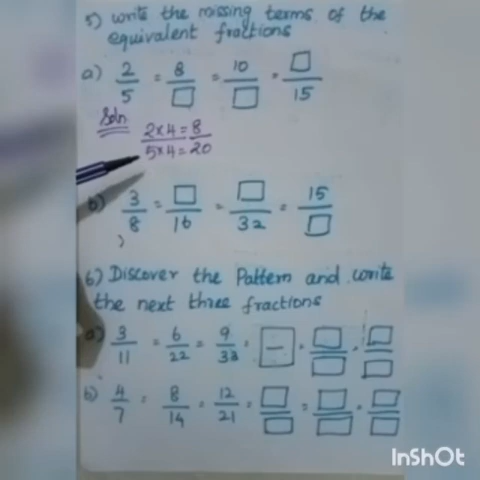 5) Write the missing terms of the
equivalent fractions
a) 2/5 = 8/□ = 10/□ = □/15
Soln
2×4 = 8
5×4 = 20
b) 3/8 = □/16 = □/32 = 15/□
6) Discover the Pattern and write
the next three fractions
a) 3/11 = 6/22 = 9/33 = □/□ = □/□ = □/□
b) 4/7 = 8/14 = 12/21 = □/□ = □/□ = □/□
InShOt